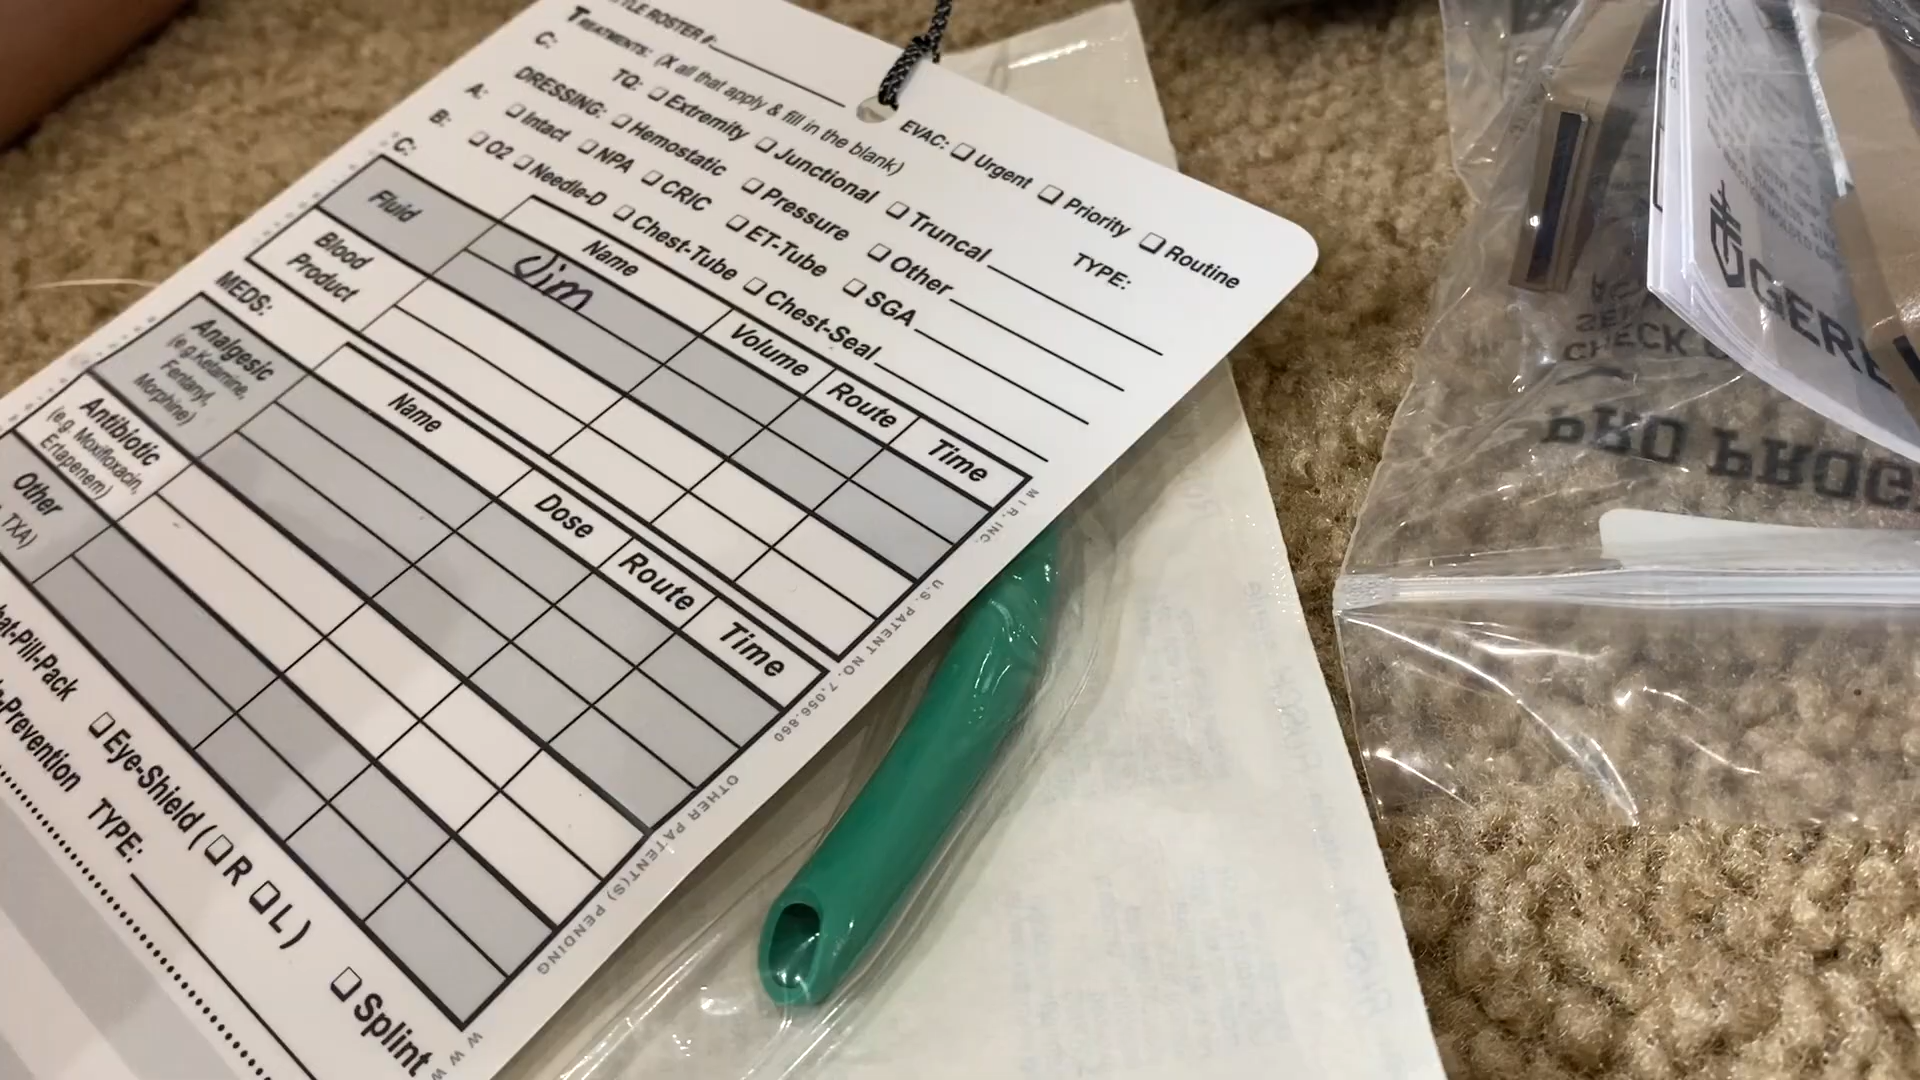 ROSTER #:
EVAC: ☐ Urgent ☐ Priority ☐ Routine
TREATMENTS: (X all that apply & fill in the blank)
TYPE:
C: TQ: ☐ Extremity ☐ Junctional ☐ Truncal
DRESSING: ☐ Hemostatic ☐ Pressure ☐ Other
A: ☐ Intact ☐ NPA ☐ CRIC ☐ ET-Tube ☐ SGA
B: ☐ O2 ☐ Needle-D ☐ Chest-Tube ☐ Chest-Seal
C:
Name Volume Route Time
Fluid
Jim
Blood
Product
MEDS:
Name Dose Route Time
Analgesic
(e.g. Ketamine,
Fentanyl,
Morphine)
Antibiotic
(e.g. Moxifloxacin,
Ertapenem)
Other
TXA)
Pill-Pack ☐ Eye-Shield (☐ R ☐ L) ☐ Splint
Prevention TYPE:
M I R, INC. U.S. PATENT NO. 7,056,860 OTHER PATENT(S) PENDING
CHECK
PRO